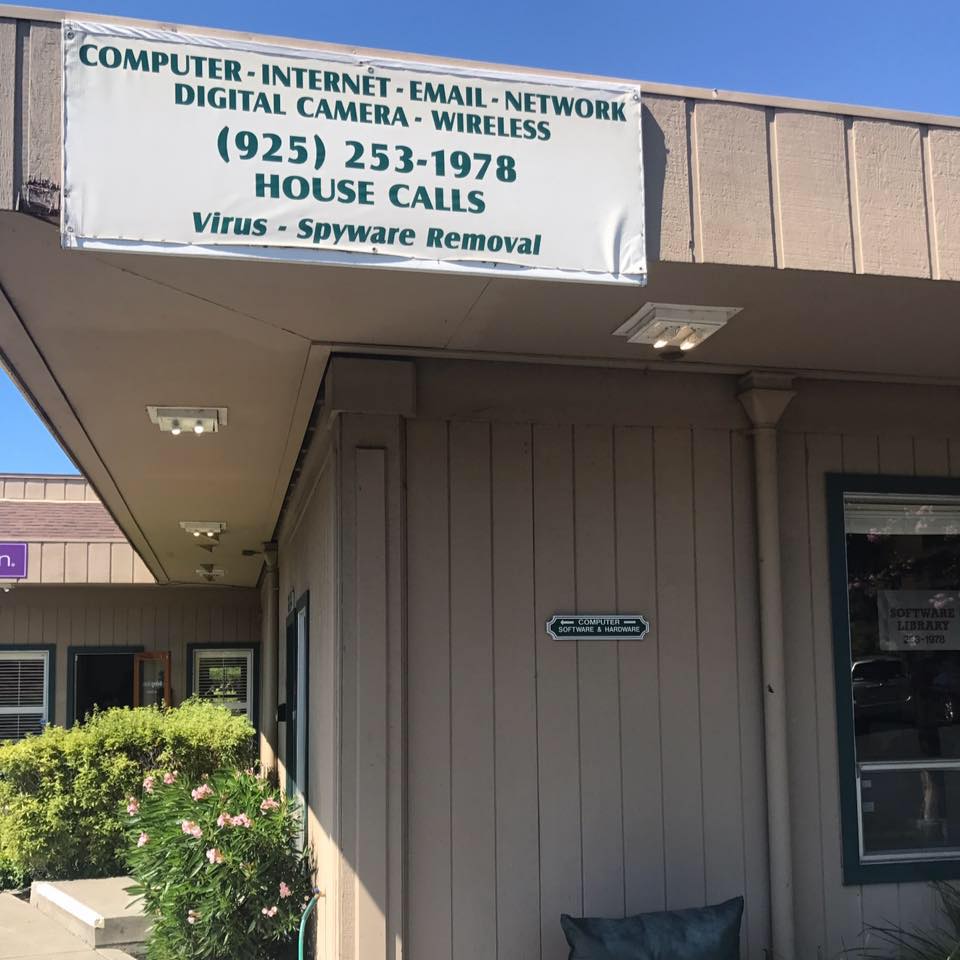 COMPUTER - INTERNET - EMAIL - NETWORK
DIGITAL CAMERA - WIRELESS
(925) 253-1978
HOUSE CALLS
Virus - Spyware Removal
n.
← COMPUTER —
SOFTWARE & HARDWARE
SOFTWARE
LIBRARY
253-1978